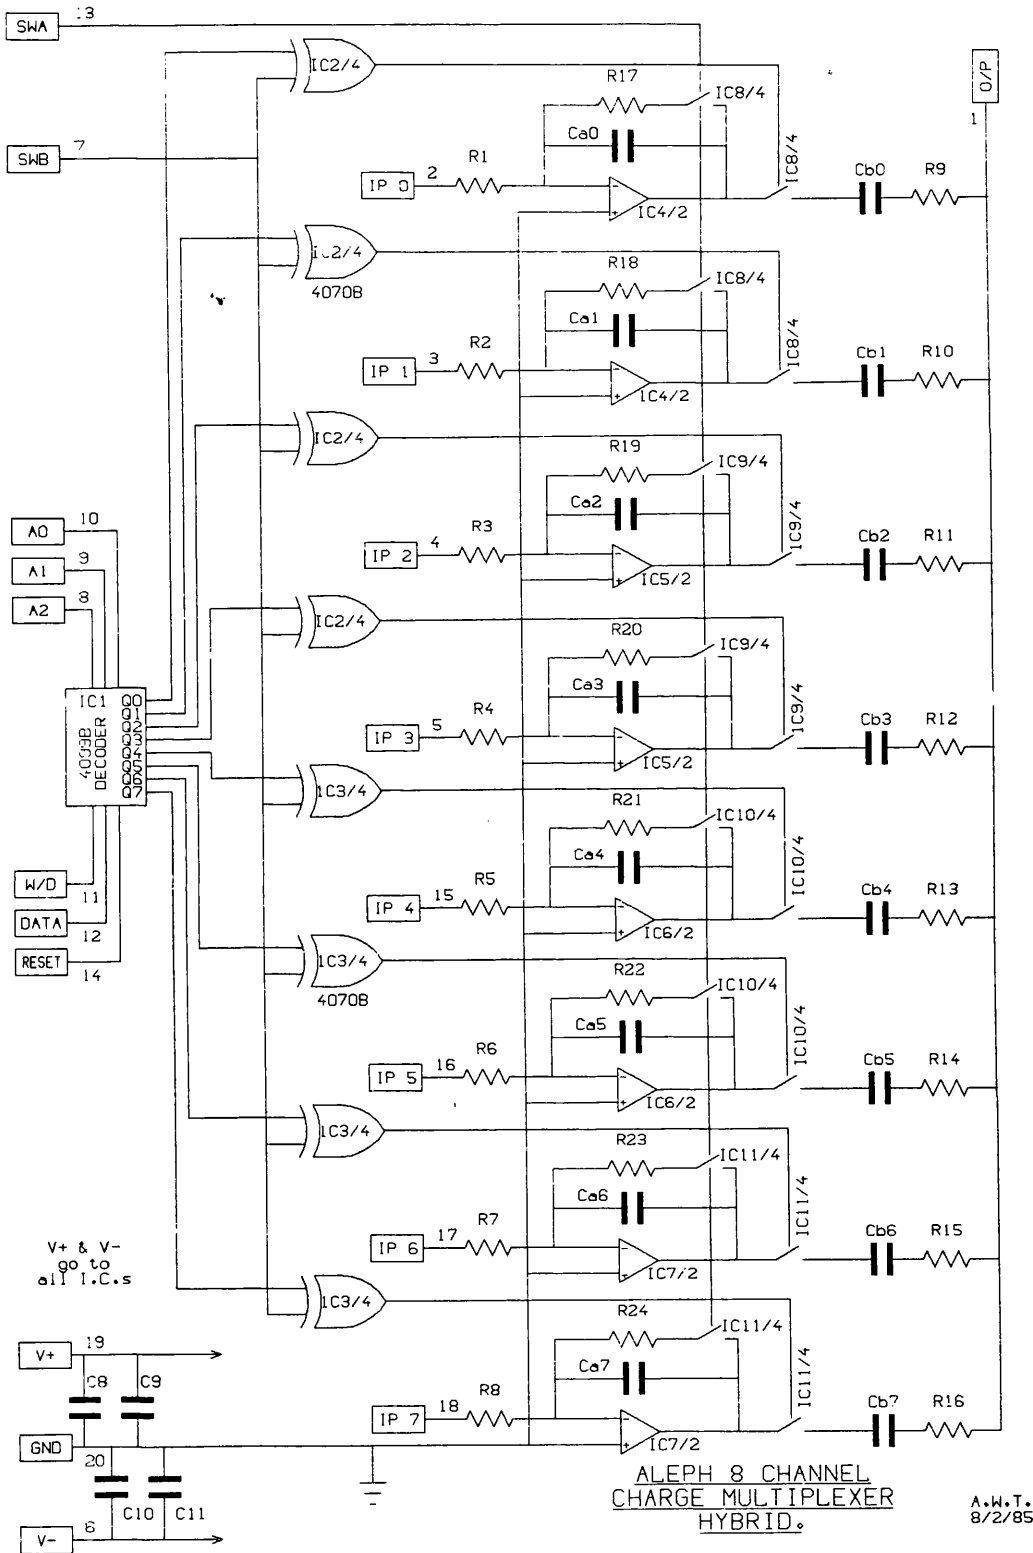 SWA 13
IC2/4
R17 IC8/4
O/P
1
Ca0
SWB 7
IP 0 2 R1
IC8/4
IC4/2
Cb0 R9
IC2/4
4070B
R18 IC8/4
Ca1
IP 1 3 R2
IC8/4
IC4/2
Cb1 R10
IC2/4
R19 IC9/4
Ca2
A0 10
IP 2 4 R3
IC9/4
IC5/2
Cb2 R11
A1 9
A2 8
IC2/4
R20 IC9/4
Ca3
IC1
4099B
DECODER
Q0
Q1
Q2
Q3
Q4
Q5
Q6
Q7
IP 3 5 R4
IC9/4
IC5/2
Cb3 R12
IC3/4
R21 IC10/4
Ca4
W/D 11
DATA 12
RESET 14
IP 4 15 R5
IC10/4
IC6/2
Cb4 R13
IC3/4
4070B
R22 IC10/4
Ca5
IP 5 16 R6
IC10/4
IC6/2
Cb5 R14
IC3/4
R23 IC11/4
Ca6
IP 6 17 R7
IC11/4
IC7/2
Cb6 R15
V+ & V-
go to
all I.C.s
IC3/4
R24 IC11/4
Ca7
V+ 19
C8 C9
IP 7 18 R8
IC11/4
IC7/2
Cb7 R16
GND 20
C10 C11
V- 6
ALEPH 8 CHANNEL
CHARGE MULTIPLEXER
HYBRID.
A.W.T.
8/2/85